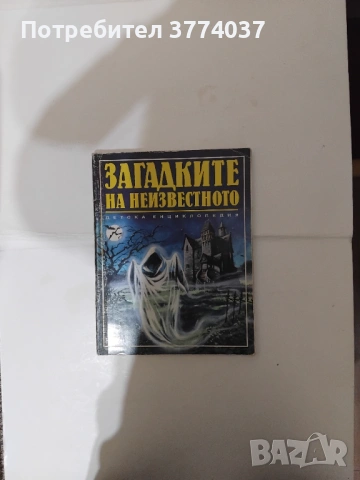 Потребител 3774037
ЗАГАДКИТЕ
НА НЕИЗВЕСТНОТО
ДЕТСКА ЕНЦИКЛОПЕДИЯ
BAZAR